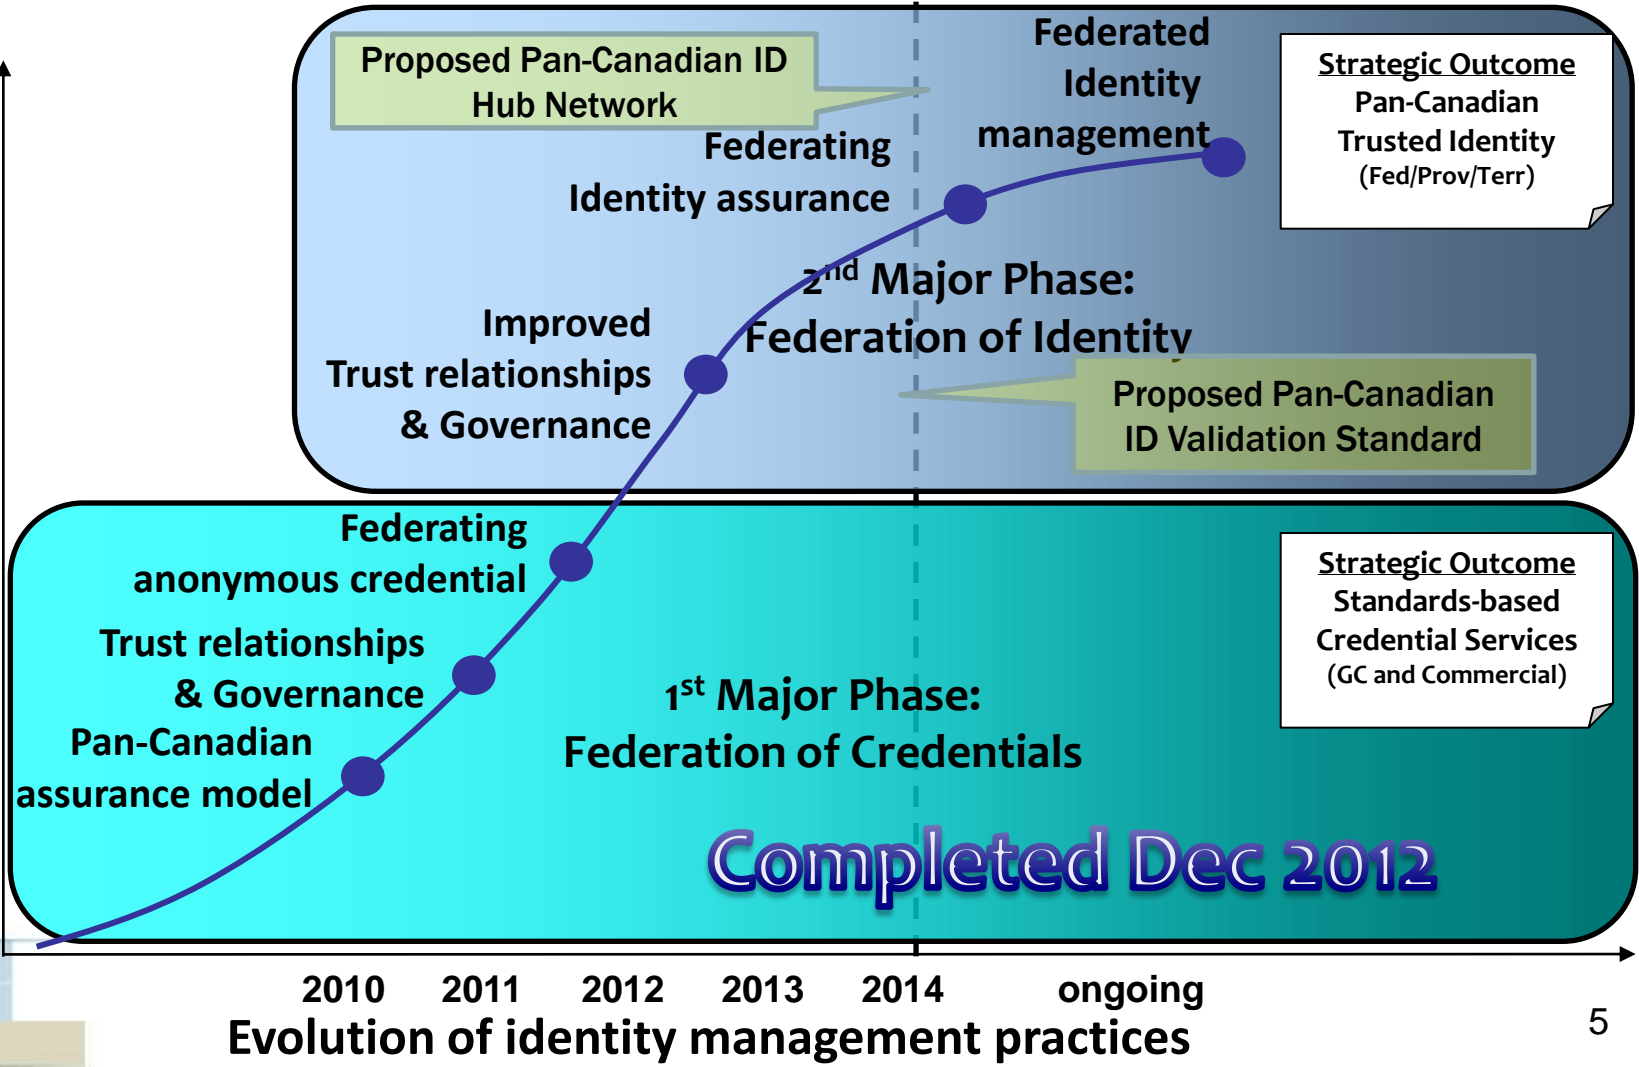 Proposed Pan-Canadian ID
Hub Network
Federated
Identity
management
Strategic Outcome
Pan-Canadian
Trusted Identity
(Fed/Prov/Terr)
Federating
Identity assurance
2nd Major Phase:
Federation of Identity
Improved
Trust relationships
& Governance
Proposed Pan-Canadian
ID Validation Standard
Federating
anonymous credential
Strategic Outcome
Standards-based
Credential Services
(GC and Commercial)
Trust relationships
& Governance
1st Major Phase:
Federation of Credentials
Pan-Canadian
assurance model
Completed Dec 2012
2010 2011 2012 2013 2014 ongoing
Evolution of identity management practices
5